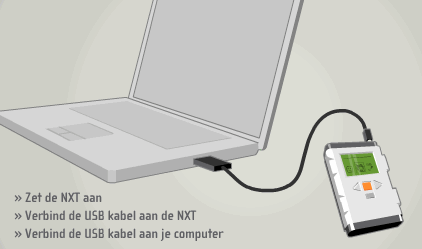 » Zet de NXT aan
» Verbind de USB kabel aan de NXT
» Verbind de USB kabel aan je computer